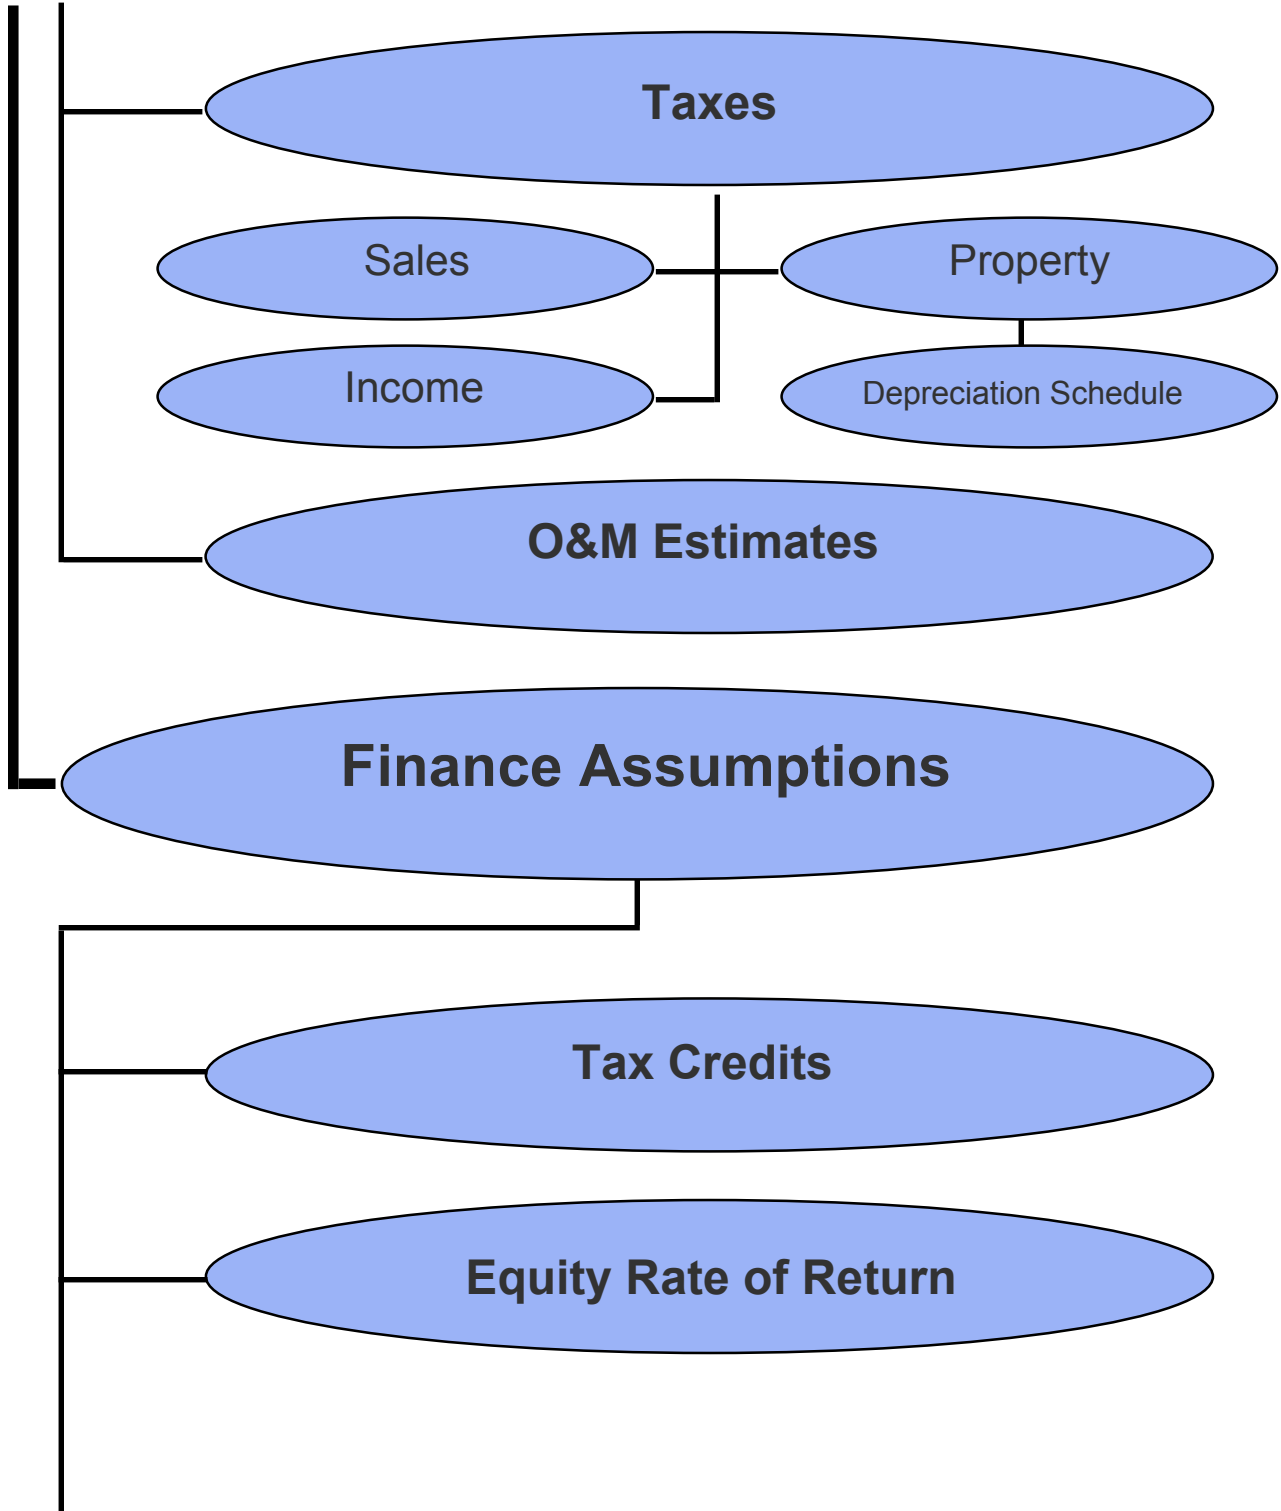 Taxes
Sales
Property
Income
Depreciation Schedule
O&M Estimates
Finance Assumptions
Tax Credits
Equity Rate of Return